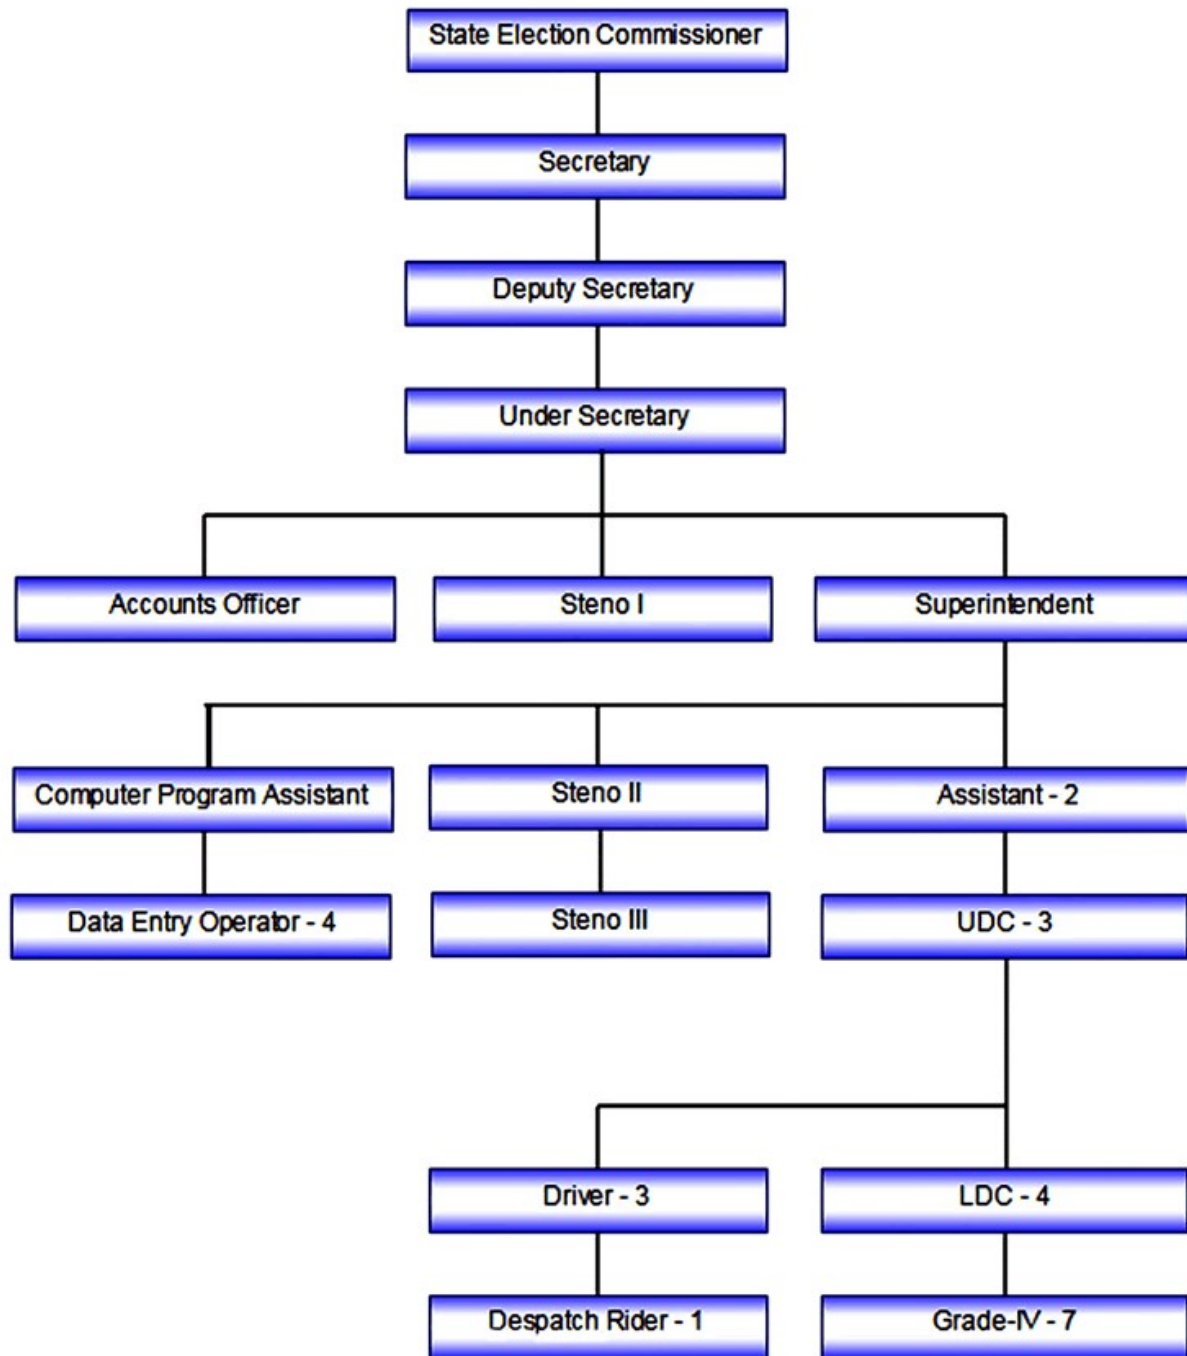 State Election Commissioner
Secretary
Deputy Secretary
Under Secretary
Accounts Officer
Steno I
Superintendent
Computer Program Assistant
Steno II
Assistant - 2
Data Entry Operator - 4
Steno III
UDC - 3
Driver - 3
LDC - 4
Despatch Rider - 1
Grade-IV - 7